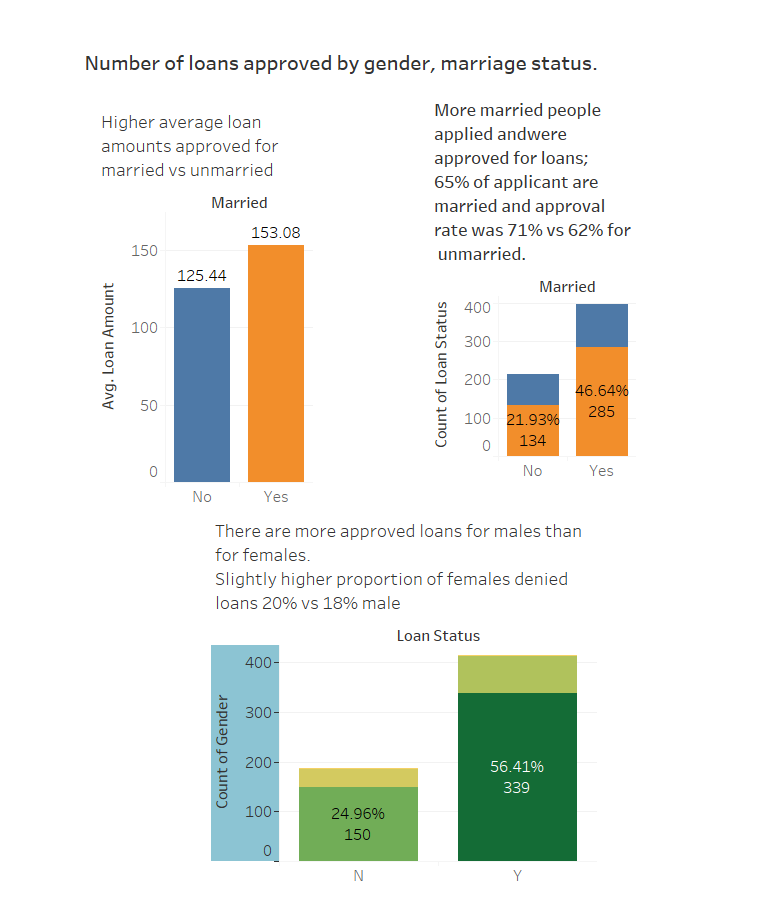 Number of loans approved by gender, marriage status.
Higher average loan
amounts approved for
married vs unmarried
Married
153.08
125.44
150
100
50
0
Avg. Loan Amount
No
Yes
More married people
applied andwere
approved for loans;
65% of applicant are
married and approval
rate was 71% vs 62% for
unmarried.
Married
400
300
200
100
0
Count of Loan Status
46.64%
285
21.93%
134
No
Yes
There are more approved loans for males than
for females.
Slightly higher proportion of females denied
loans 20% vs 18% male
Loan Status
400
300
200
100
0
Count of Gender
56.41%
339
24.96%
150
N
Y